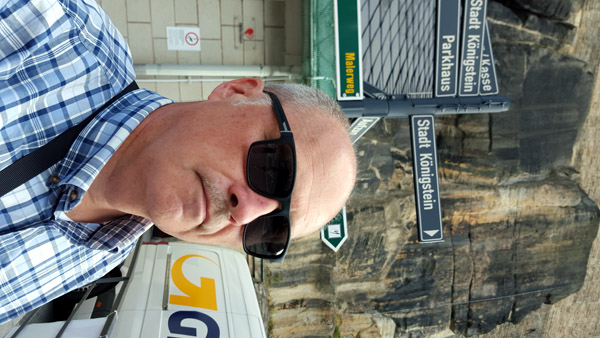 Malerweg
Parkhaus
Stadt Königstein
Kasse
Stadt Königstein
G